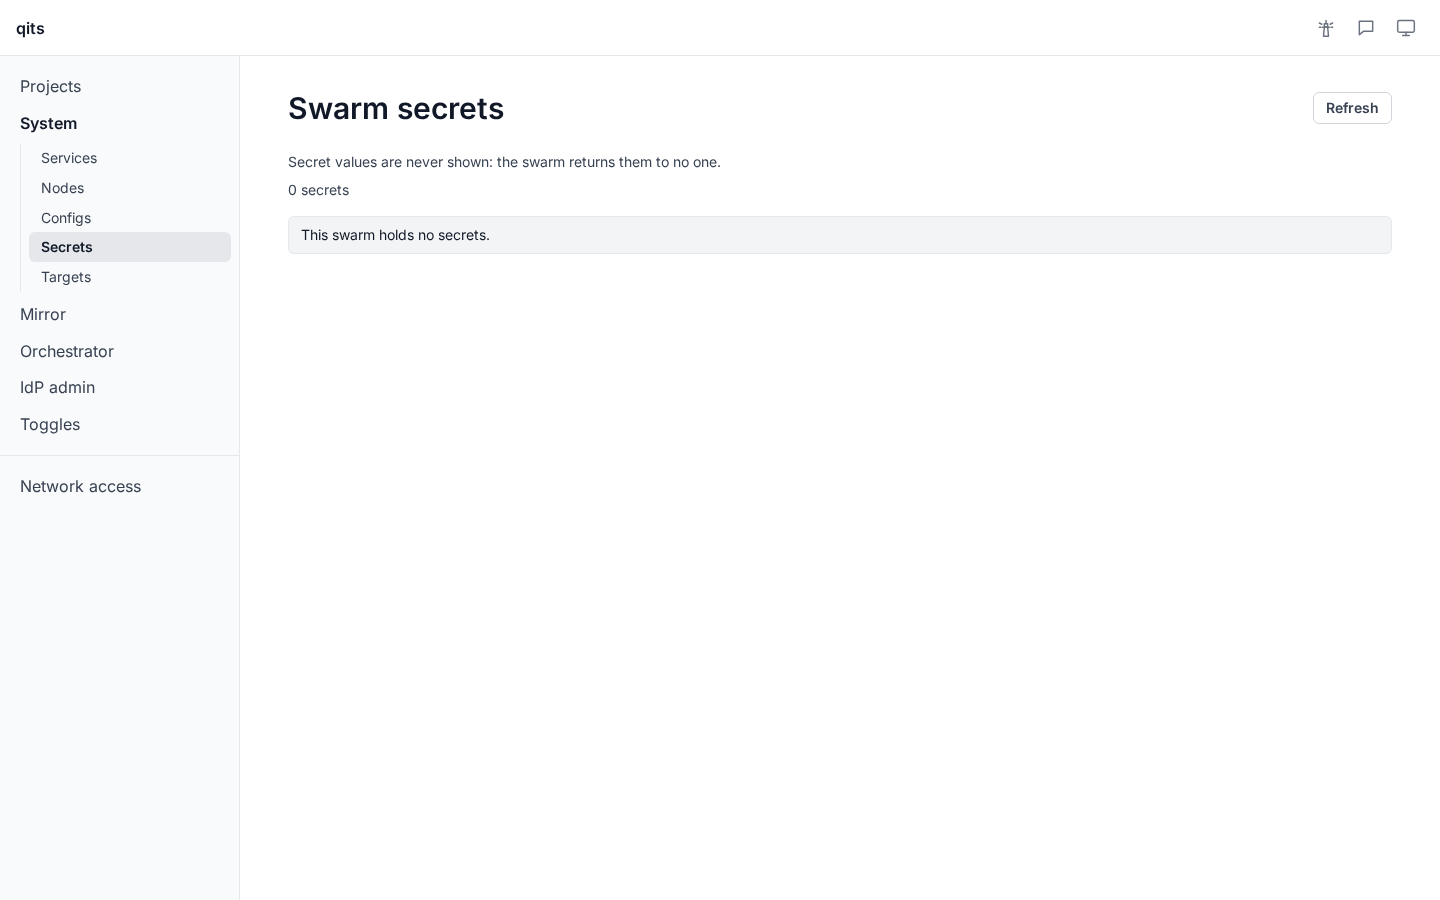 qits
Projects
System
Services
Nodes
Configs
Secrets
Targets
Mirror
Orchestrator
IdP admin
Toggles
Network access
Swarm secrets
Refresh
Secret values are never shown: the swarm returns them to no one.
0 secrets
This swarm holds no secrets.